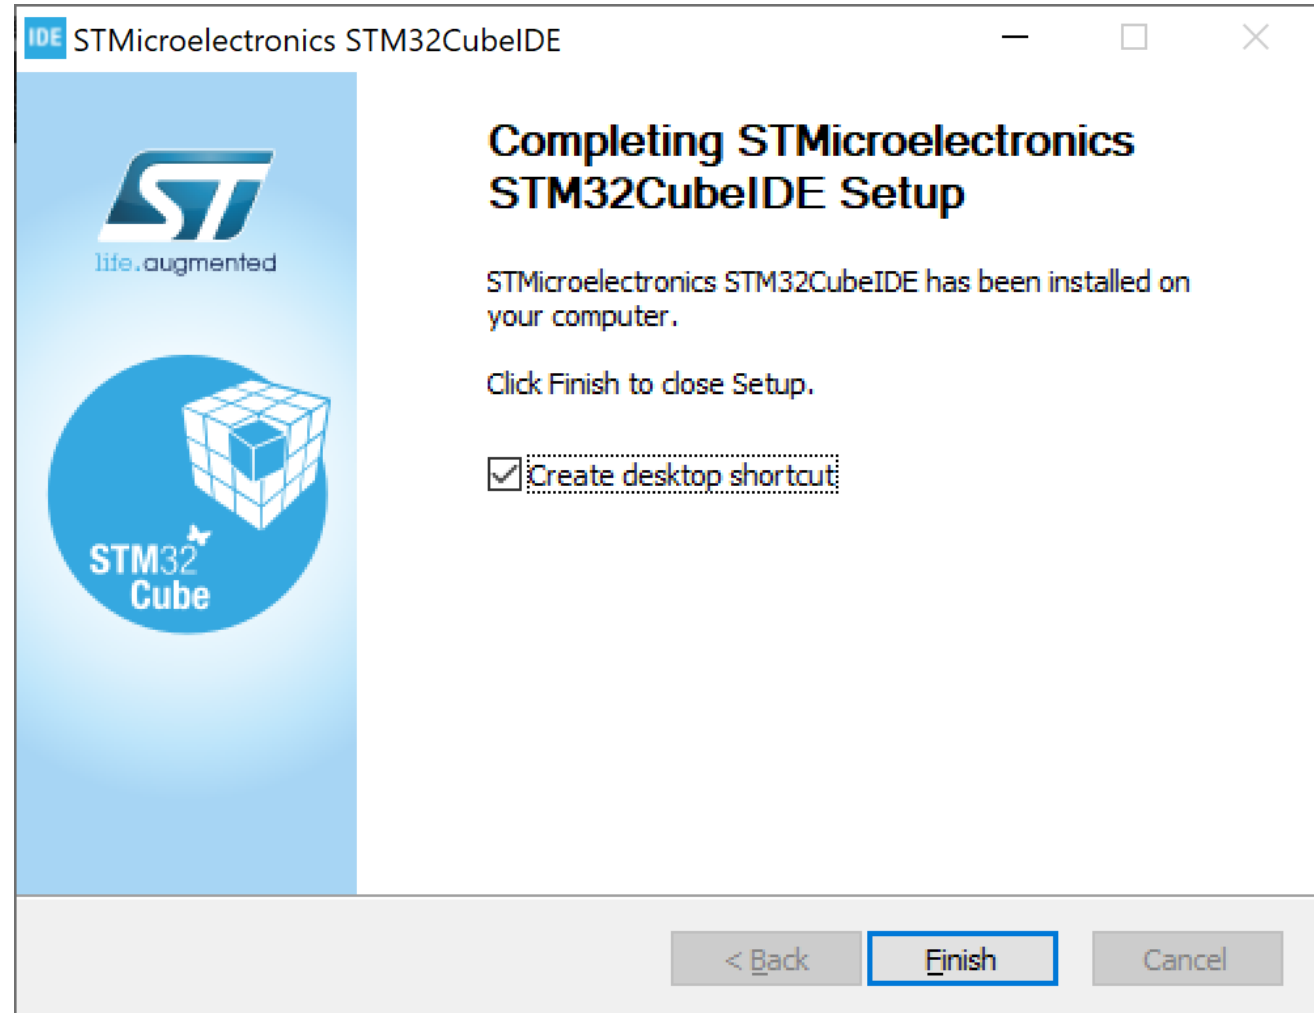 IDE STMicroelectronics STM32CubeIDE
ST
life.augmented
STM32
Cube
Completing STMicroelectronics
STM32CubeIDE Setup
STMicroelectronics STM32CubeIDE has been installed on
your computer.
Click Finish to close Setup.
Create desktop shortcut
< Back
Finish
Cancel